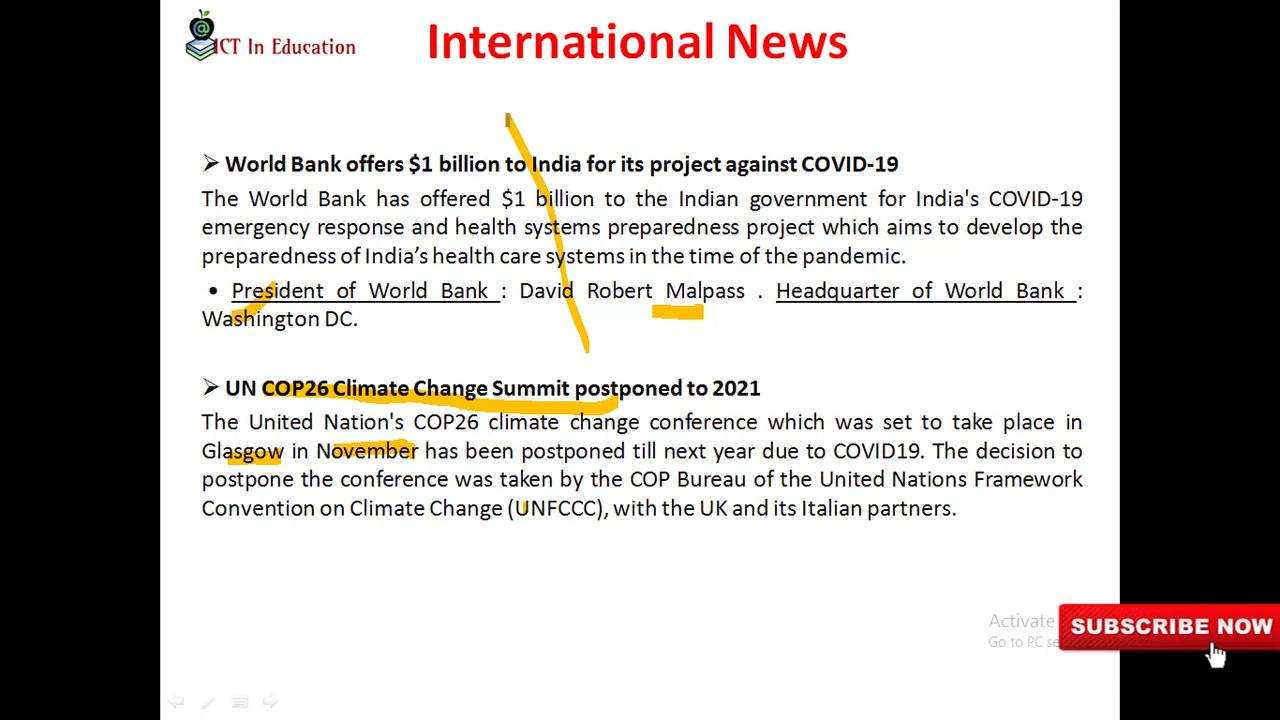 ICT In Education
International News
➢ World Bank offers $1 billion to India for its project against COVID-19
The World Bank has offered $1 billion to the Indian government for India's COVID-19
emergency response and health systems preparedness project which aims to develop the
preparedness of India’s health care systems in the time of the pandemic.
• President of World Bank : David Robert Malpass . Headquarter of World Bank :
Washington DC.
➢ UN COP26 Climate Change Summit postponed to 2021
The United Nation's COP26 climate change conference which was set to take place in
Glasgow in November has been postponed till next year due to COVID19. The decision to
postpone the conference was taken by the COP Bureau of the United Nations Framework
Convention on Climate Change (UNFCCC), with the UK and its Italian partners.
Activate
Go to PC
SUBSCRIBE NOW